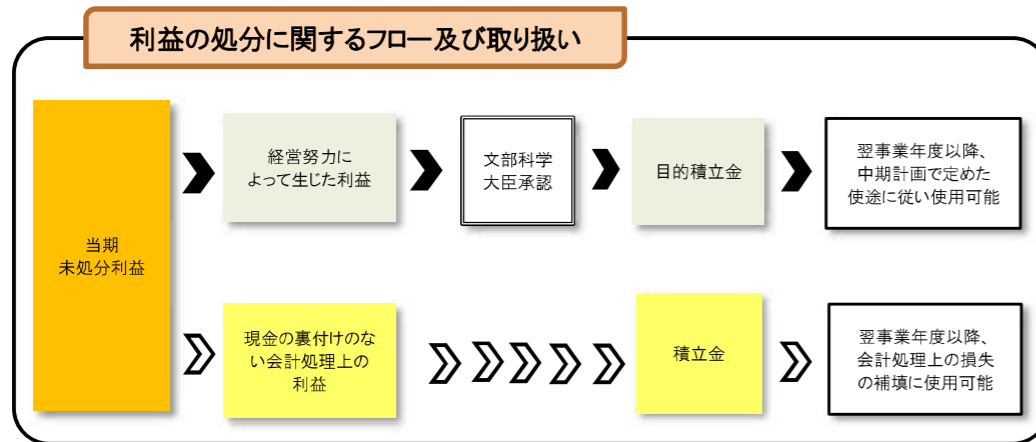 利益の処分に関するフロー及び取り扱い
当期
未処分利益
経営努力に
よって生じた利益
文部科学
大臣承認
目的積立金
翌事業年度以降、
中期計画で定めた
使途に従い使用可能
現金の裏付けのな
い会計処理上の
利益
積立金
翌事業年度以降、
会計処理上の損失
の補填に使用可能